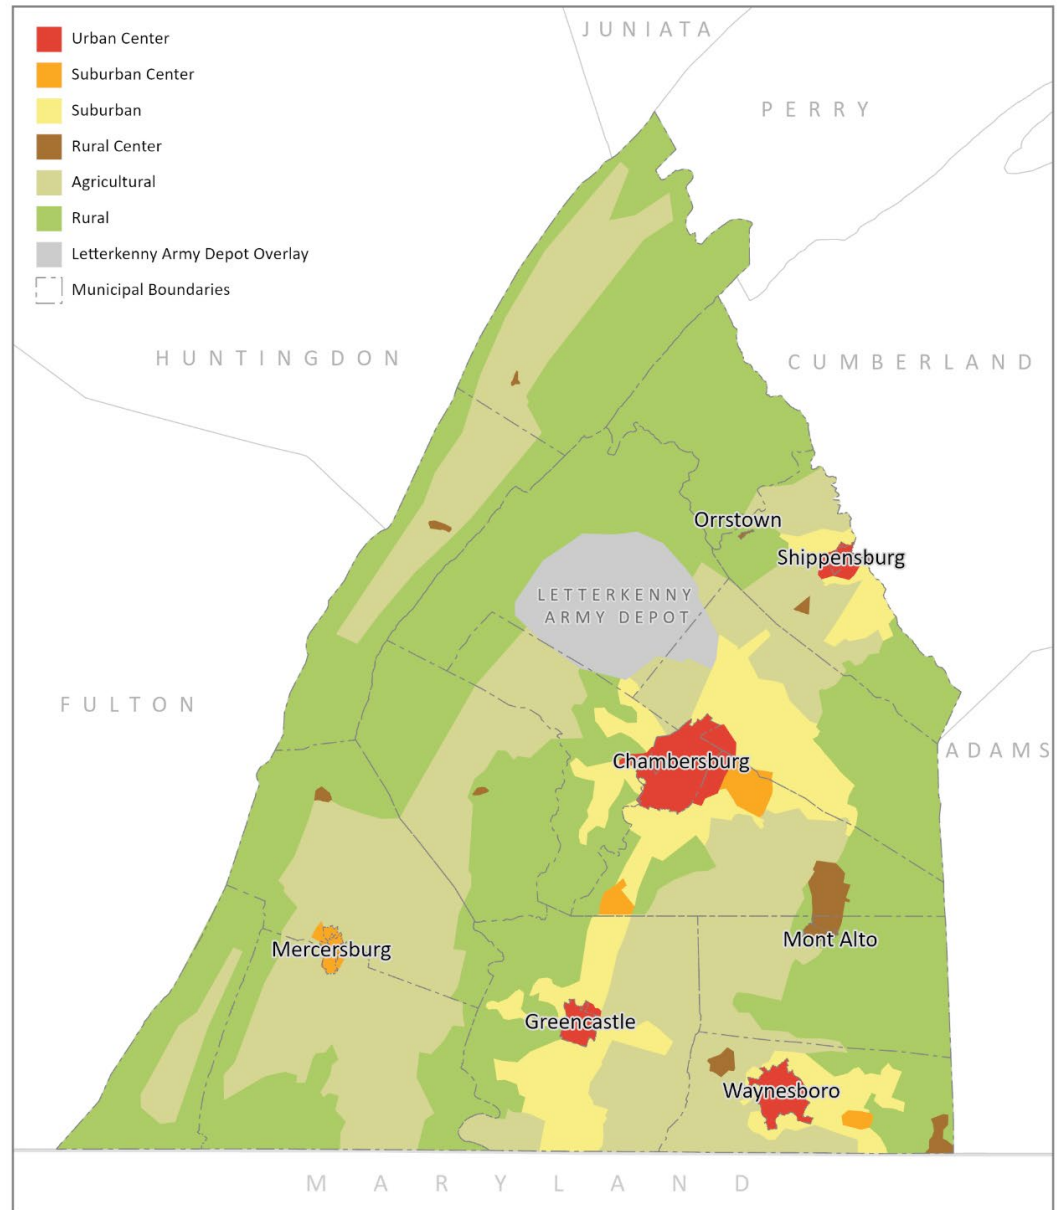 Urban Center
Suburban Center
Suburban
Rural Center
Agricultural
Rural
Letterkenny Army Depot Overlay
Municipal Boundaries
JUNIATA
PERRY
HUNTINGDON
CUMBERLAND
Orrstown
Shippensburg
LETTERKENNY
ARMY DEPOT
FULTON
ADAMS
Chambersburg
Mont Alto
Mercersburg
Greencastle
Waynesboro
MARYLAND